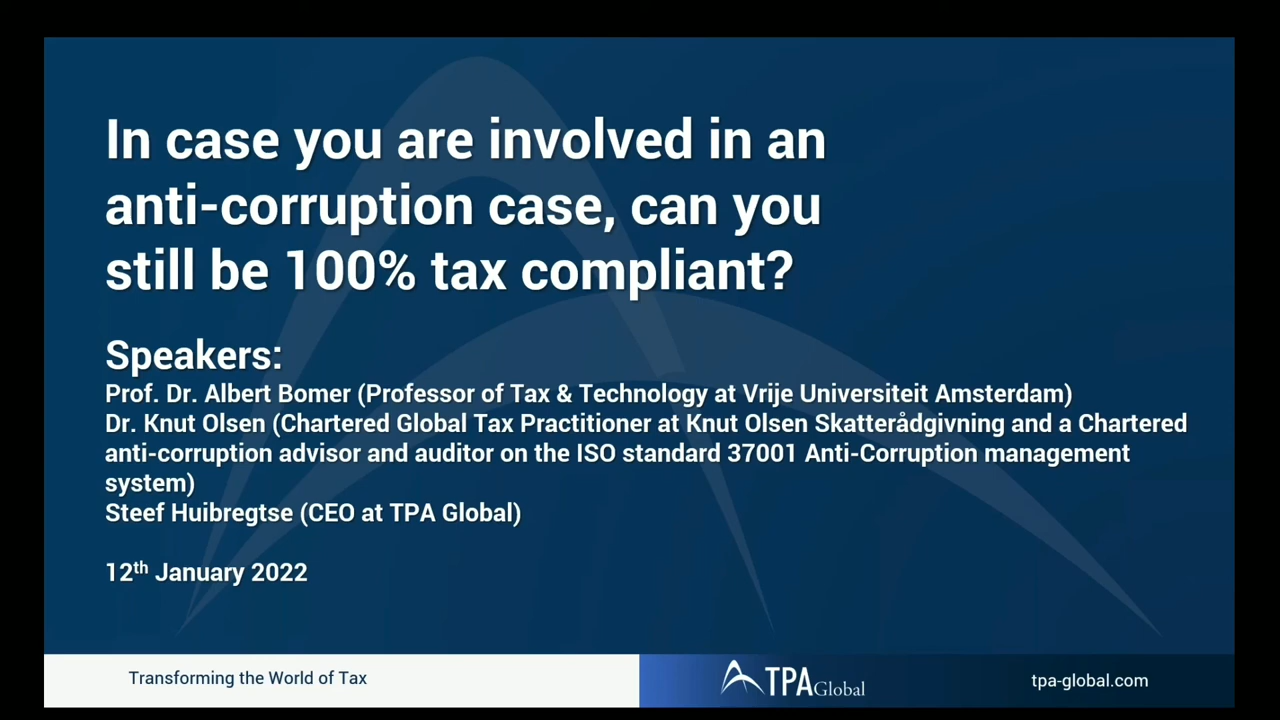 In case you are involved in an
anti-corruption case, can you
still be 100% tax compliant?
Speakers:
Prof. Dr. Albert Bomer (Professor of Tax & Technology at Vrije Universiteit Amsterdam)
Dr. Knut Olsen (Chartered Global Tax Practitioner at Knut Olsen Skatterådgivning and a Chartered
anti-corruption advisor and auditor on the ISO standard 37001 Anti-Corruption management
system)
Steef Huibregtse (CEO at TPA Global)
12th January 2022
Transforming the World of Tax
TPA Global
tpa-global.com